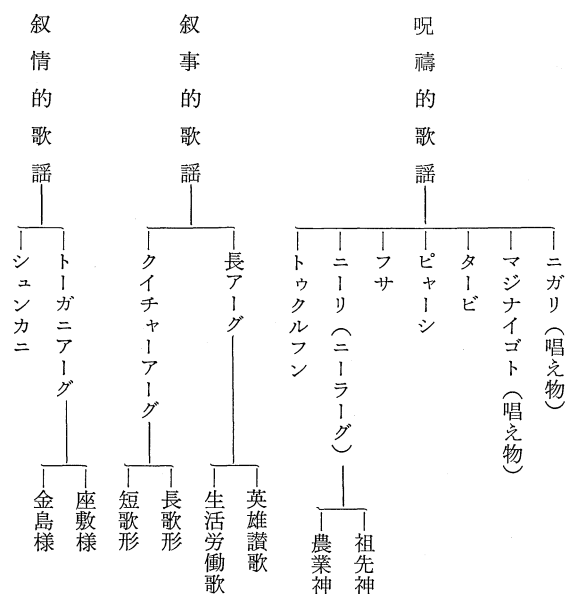 呪禱的歌謡
ニガリ（唱え物）
マジナイゴト（唱え物）
タービ
ピャーシ
フサ
ニーリ（ニーラーグ）
祖先神
農業神
トゥクルフン
叙事的歌謡
長アーグ
英雄讃歌
生活労働歌
クイチャーアーグ
長歌形
短歌形
叙情的歌謡
トーガニアーグ
座敷様
金島様
シュンカニ